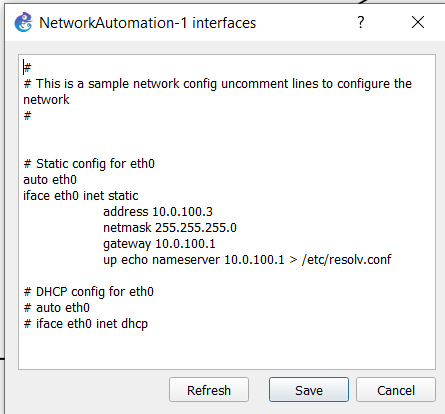 NetworkAutomation-1 interfaces
#
# This is a sample network config uncomment lines to configure the
network
#
# Static config for eth0
auto eth0
iface eth0 inet static
address 10.0.100.3
netmask 255.255.255.0
gateway 10.0.100.1
up echo nameserver 10.0.100.1 > /etc/resolv.conf
# DHCP config for eth0
# auto eth0
# iface eth0 inet dhcp
Refresh
Save
Cancel